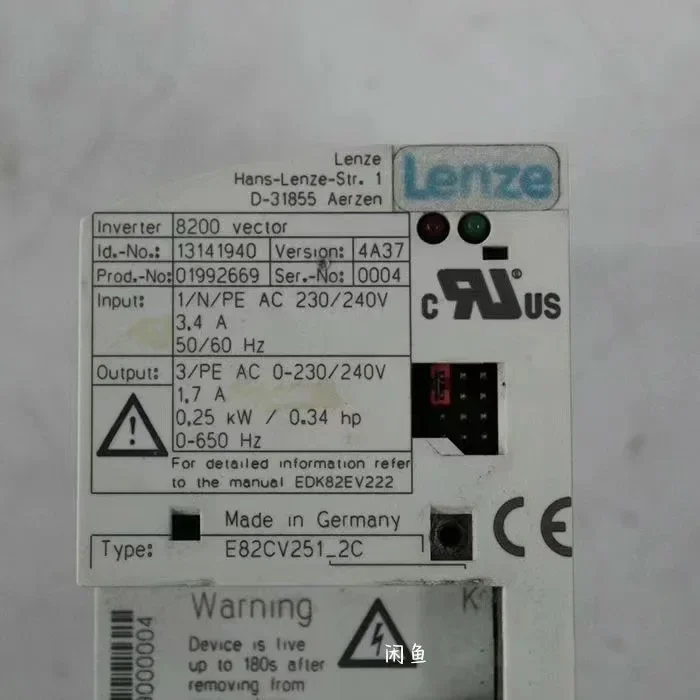 Lenze
Hans-Lenze-Str. 1
D-31855 Aerzen
Lenze
Inverter 8200 vector
Id.-No.: 13141940 Version: 4A37
Prod.-No: 01992669 Ser.-No: 0004
Input: 1/N/PE AC 230/240V
3.4 A
50/60 Hz
Output: 3/PE AC 0-230/240V
1.7 A
0.25 kW / 0.34 hp
0-650 Hz
For detailed information refer
to the manual EDK82EV222
C RU US
®
Made in Germany
CE
Type: E82CV251_2C
Warning
K
Device is live
up to 180s after
removing from
0000004
闲鱼